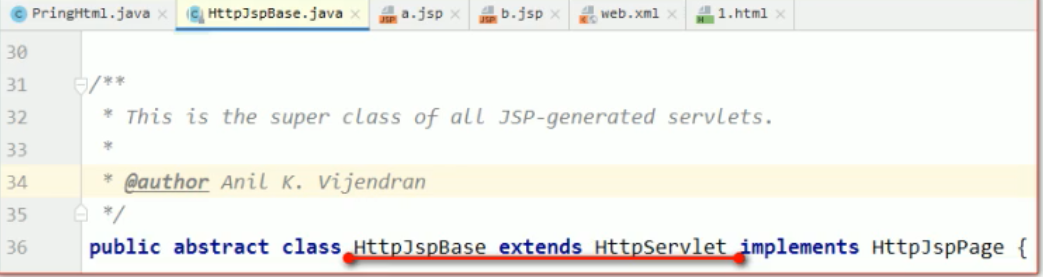 PringHtml.java HttpJspBase.java a.jsp b.jsp web.xml 1.html
30
31 /**
32 * This is the super class of all JSP-generated servlets.
33 *
34 * @author Anil K. Vijendran
35 */
36 public abstract class HttpJspBase extends HttpServlet implements HttpJspPage {